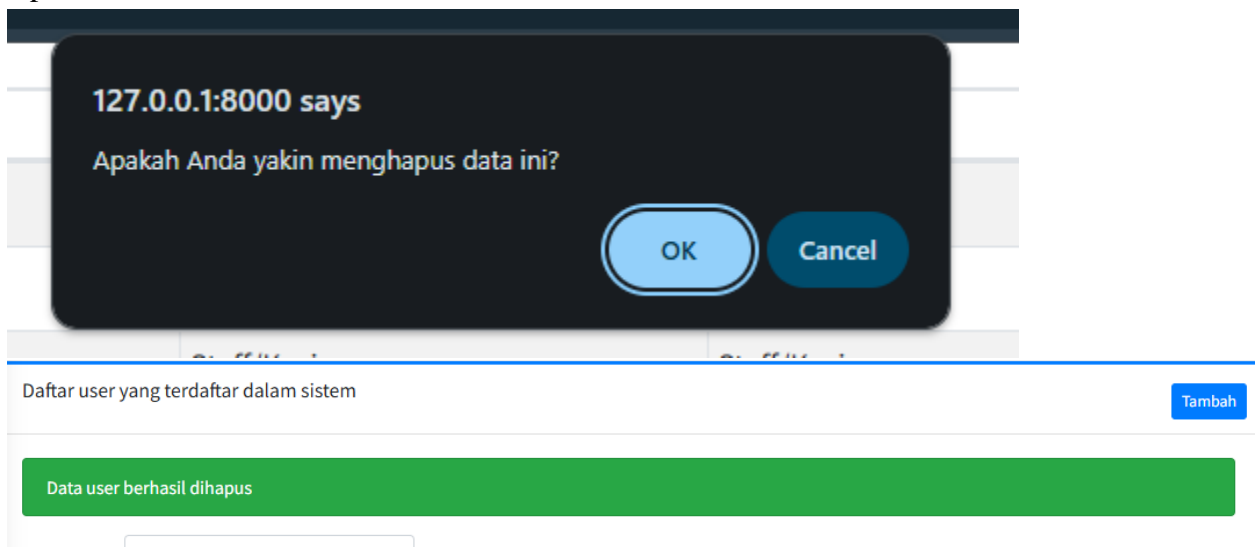 127.0.0.1:8000 says
Apakah Anda yakin menghapus data ini?
OK Cancel
Daftar user yang terdaftar dalam sistem
Tambah
Data user berhasil dihapus